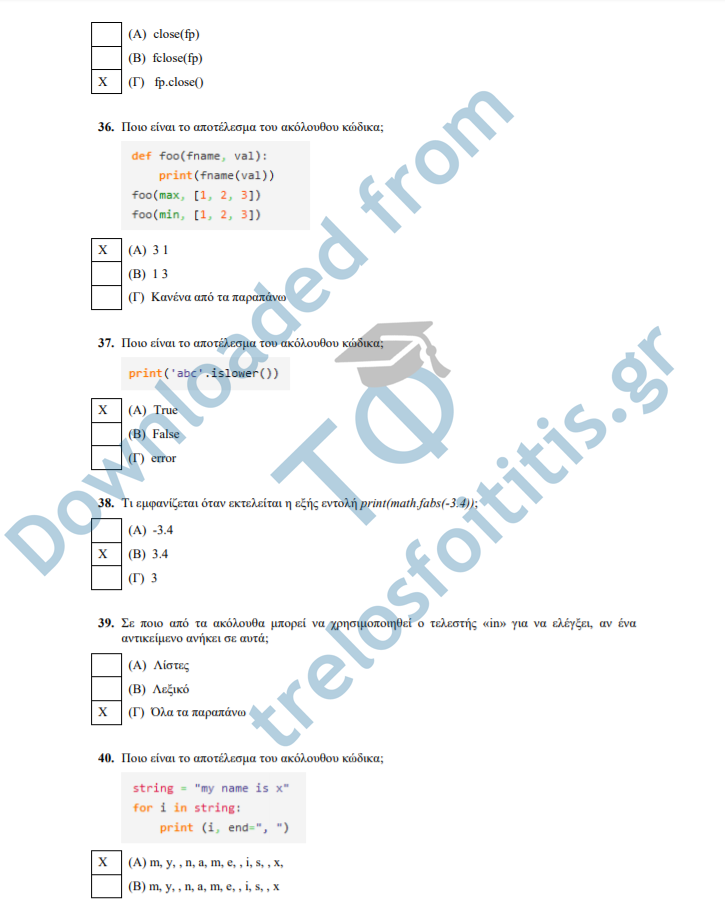 (Α) close(fp)
(Β) fclose(fp)
X (Γ) fp.close()
36. Ποιο είναι το αποτέλεσμα του ακόλουθου κώδικα;
def foo(fname, val):
print(fname(val))
foo(max, [1, 2, 3])
foo(min, [1, 2, 3])
X (Α) 3 1
(Β) 1 3
(Γ) Κανένα από τα παραπάνω
37. Ποιο είναι το αποτέλεσμα του ακόλουθου κώδικα;
print('abc'.islower())
X (Α) True
(Β) False
(Γ) error
38. Τι εμφανίζεται όταν εκτελείται η εξής εντολή print(math.fabs(-3.4));
(Α) -3.4
X (Β) 3.4
(Γ) 3
39. Σε ποιο από τα ακόλουθα μπορεί να χρησιμοποιηθεί ο τελεστής «in» για να ελέγξει, αν ένα
αντικείμενο ανήκει σε αυτά;
(Α) Λίστες
(Β) Λεξικό
X (Γ) Όλα τα παραπάνω
40. Ποιο είναι το αποτέλεσμα του ακόλουθου κώδικα;
string = "my name is x"
for i in string:
print (i, end=", ")
X (Α) m, y, , n, a, m, e, , i, s, , x,
(Β) m, y, , n, a, m, e, , i, s, , x
Downloaded from
ΤΦ
trelosfoititis.gr